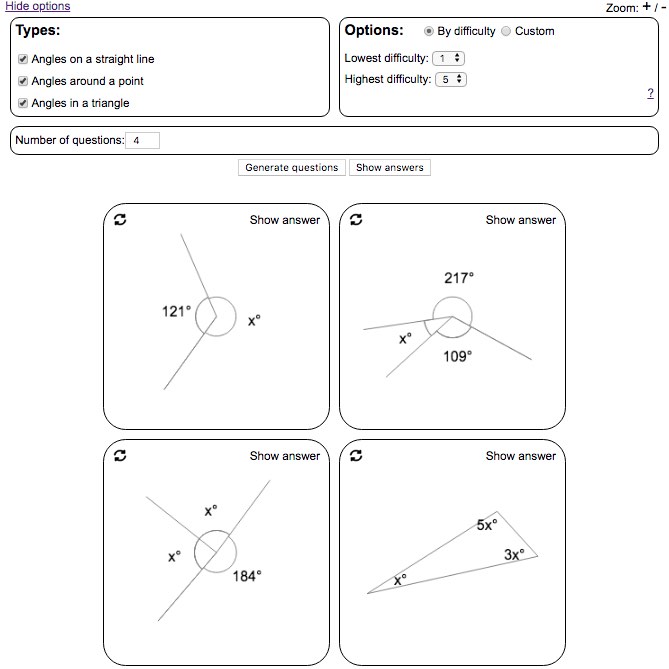 Hide options
Zoom: + / -
Types:
Angles on a straight line
Angles around a point
Angles in a triangle
Options: By difficulty Custom
Lowest difficulty: 1
Highest difficulty: 5
?
Number of questions: 4
Generate questions Show answers
Show answer
121°
x°
Show answer
217°
x°
109°
Show answer
x°
x°
184°
Show answer
5x°
3x°
x°